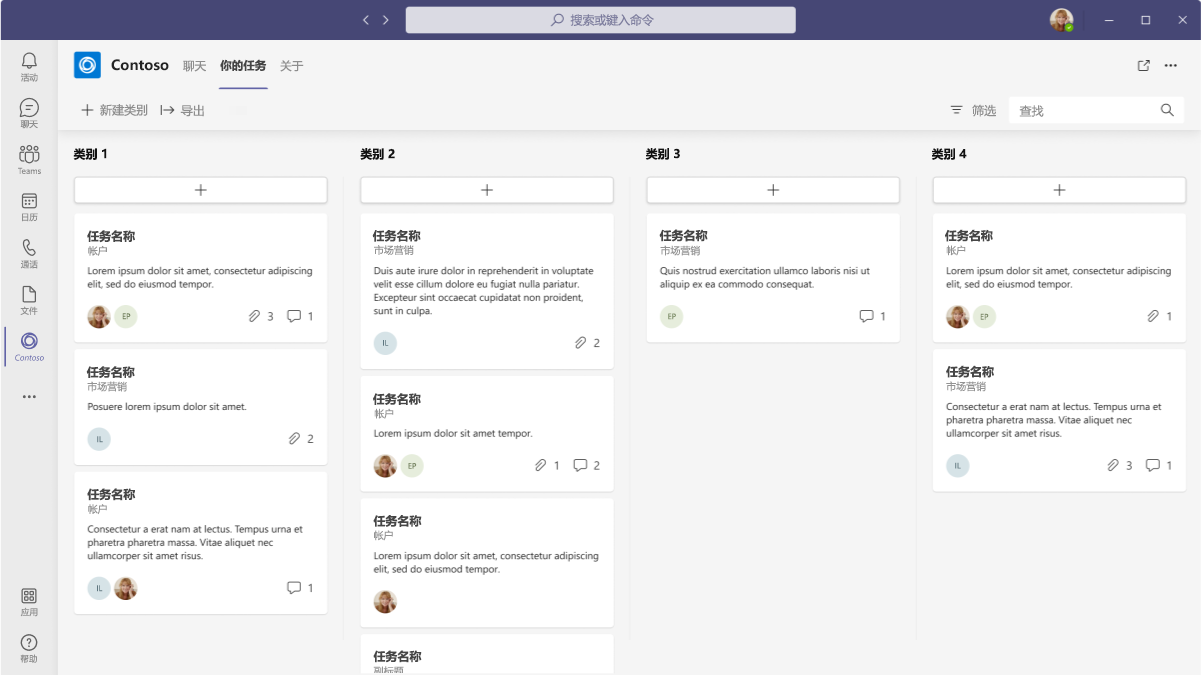 搜索或键入命令
活动
聊天
Teams
日历
通话
文件
Contoso
应用
帮助
Contoso 聊天 你的任务 关于
新建类别 导出
筛选 查找
类别 1
任务名称
帐户
Lorem ipsum dolor sit amet, consectetur adipiscing
elit, sed do eiusmod tempor.
EP 3 1
任务名称
市场营销
Posuere lorem ipsum dolor sit amet.
IL 2
任务名称
帐户
Consectetur a erat nam at lectus. Tempus urna et
pharetra pharetra massa. Vitae aliquet nec
ullamcorper sit amet risus.
IL 1
类别 2
任务名称
市场营销
Duis aute irure dolor in reprehenderit in voluptate
velit esse cillum dolore eu fugiat nulla pariatur.
Excepteur sint occaecat cupidatat non proident,
sunt in culpa.
IL 2
任务名称
帐户
Lorem ipsum dolor sit amet tempor.
EP 1 2
任务名称
帐户
Lorem ipsum dolor sit amet, consectetur adipiscing
elit, sed do eiusmod tempor.
任务名称
副标题
类别 3
任务名称
市场营销
Quis nostrud exercitation ullamco laboris nisi ut
aliquip ex ea commodo consequat.
EP 1
类别 4
任务名称
帐户
Lorem ipsum dolor sit amet, consectetur adipiscing
elit, sed do eiusmod tempor.
EP 1
任务名称
市场营销
Consectetur a erat nam at lectus. Tempus urna et
pharetra pharetra massa. Vitae aliquet nec
ullamcorper sit amet risus.
IL 3 1